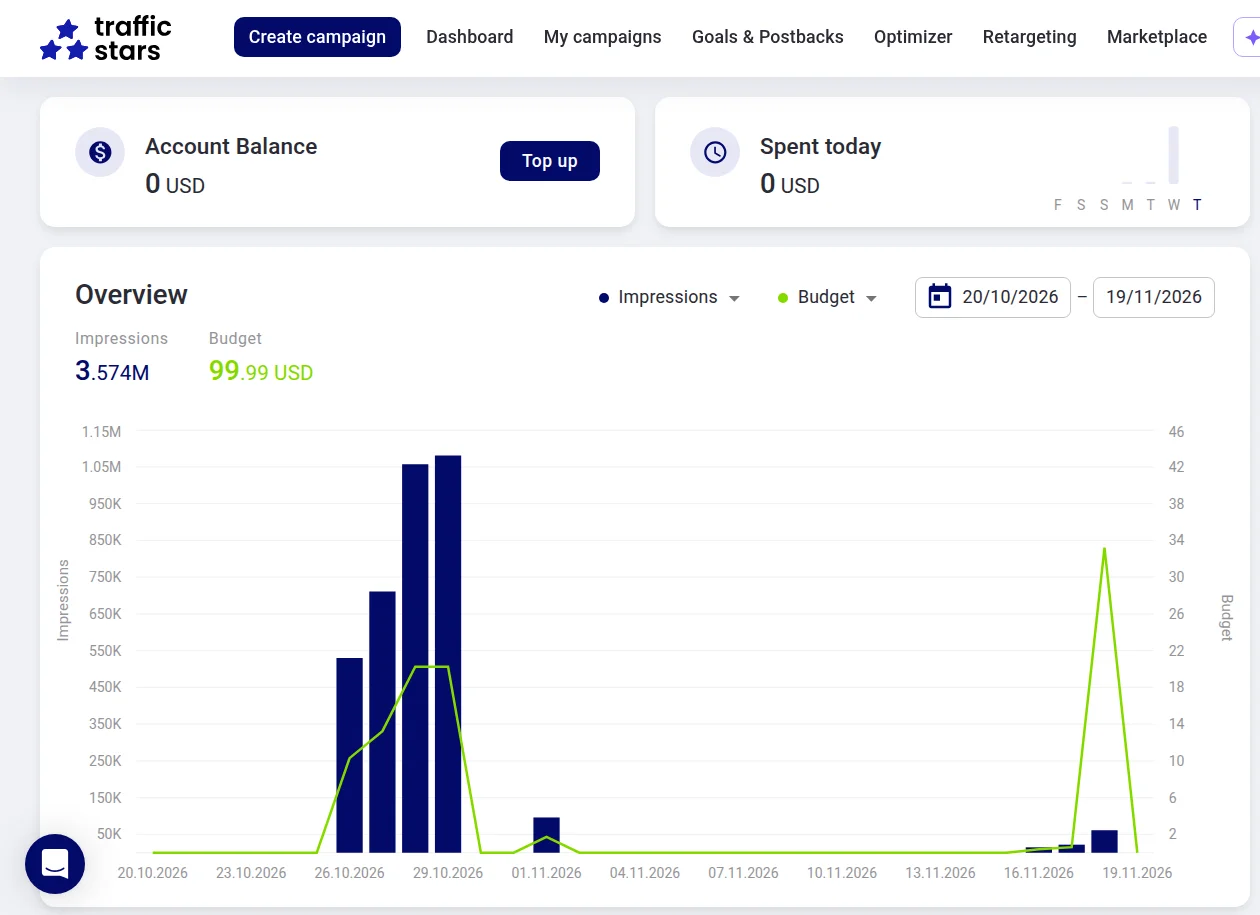 traffic stars
Create campaign
Dashboard
My campaigns
Goals & Postbacks
Optimizer
Retargeting
Marketplace
Account Balance
0 USD
Top up
Spent today
0 USD
F S S M T W T
Overview
Impressions
Budget
20/10/2026 – 19/11/2026
Impressions
3.574M
Budget
99.99 USD
1.15M
1.05M
950K
850K
750K
650K
550K
450K
350K
250K
150K
50K
Impressions
46
42
38
34
30
26
22
18
14
10
6
2
Budget
20.10.2026
23.10.2026
26.10.2026
29.10.2026
01.11.2026
04.11.2026
07.11.2026
10.11.2026
13.11.2026
16.11.2026
19.11.2026